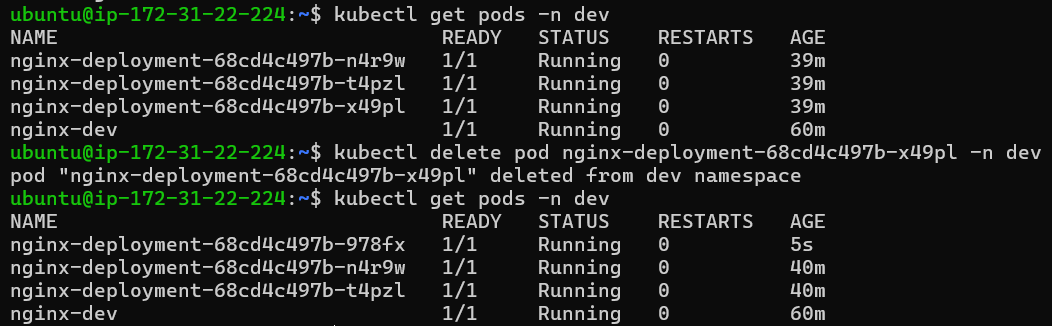 ubuntu@ip-172-31-22-224:~$ kubectl get pods -n dev
NAME                                READY   STATUS    RESTARTS   AGE
nginx-deployment-68cd4c497b-n4r9w   1/1     Running   0          39m
nginx-deployment-68cd4c497b-t4pzl   1/1     Running   0          39m
nginx-deployment-68cd4c497b-x49pl   1/1     Running   0          39m
nginx-dev                           1/1     Running   0          60m
ubuntu@ip-172-31-22-224:~$ kubectl delete pod nginx-deployment-68cd4c497b-x49pl -n dev
pod "nginx-deployment-68cd4c497b-x49pl" deleted from dev namespace
ubuntu@ip-172-31-22-224:~$ kubectl get pods -n dev
NAME                                READY   STATUS    RESTARTS   AGE
nginx-deployment-68cd4c497b-978fx   1/1     Running   0          5s
nginx-deployment-68cd4c497b-n4r9w   1/1     Running   0          40m
nginx-deployment-68cd4c497b-t4pzl   1/1     Running   0          40m
nginx-dev                           1/1     Running   0          60m